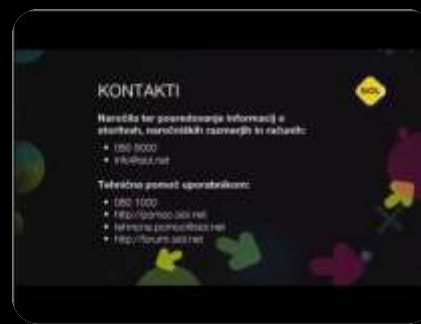 KONTAKTI
SiOL
Naročila ter posredovanje informacij o
storitvah, naročniških razmerjih in računih:
080 8000
info@siol.net
Tehnična pomoč uporabnikom:
080 1000
http://pomoc.siol.net
tehnicna.pomoc@siol.net
http://forum.siol.net